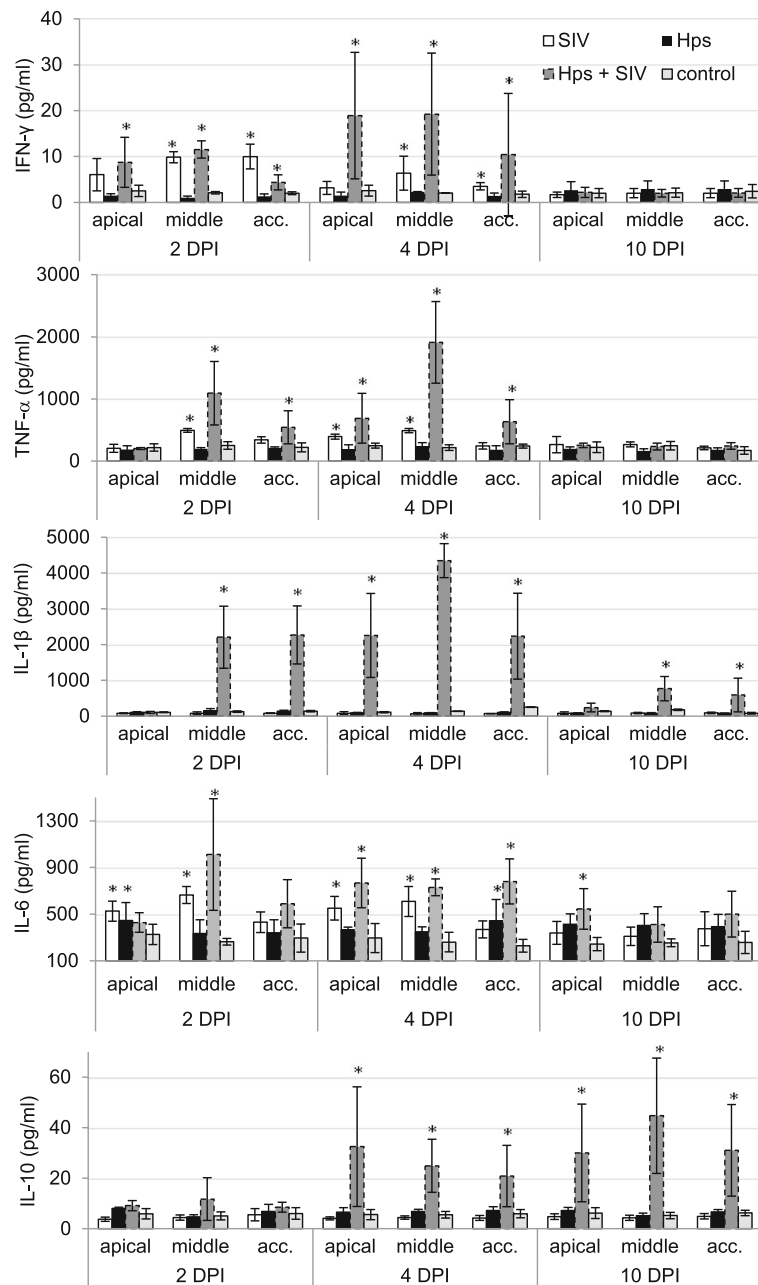 40
30
20
10
0
IFN-γ (pg/ml)
SIV Hps
Hps + SIV control
* * * * * * * * * *
apical middle acc. apical middle acc. apical middle acc.
2 DPI 4 DPI 10 DPI
3000
2000
1000
0
TNF-α (pg/ml)
* * * * * * * *
apical middle acc. apical middle acc. apical middle acc.
2 DPI 4 DPI 10 DPI
5000
4000
3000
2000
1000
0
IL-1β (pg/ml)
* * * * * * *
apical middle acc. apical middle acc. apical middle acc.
2 DPI 4 DPI 10 DPI
1300
900
500
100
IL-6 (pg/ml)
* * * * * * * * * * *
apical middle acc. apical middle acc. apical middle acc.
2 DPI 4 DPI 10 DPI
60
40
20
0
IL-10 (pg/ml)
* * * * * *
apical middle acc. apical middle acc. apical middle acc.
2 DPI 4 DPI 10 DPI